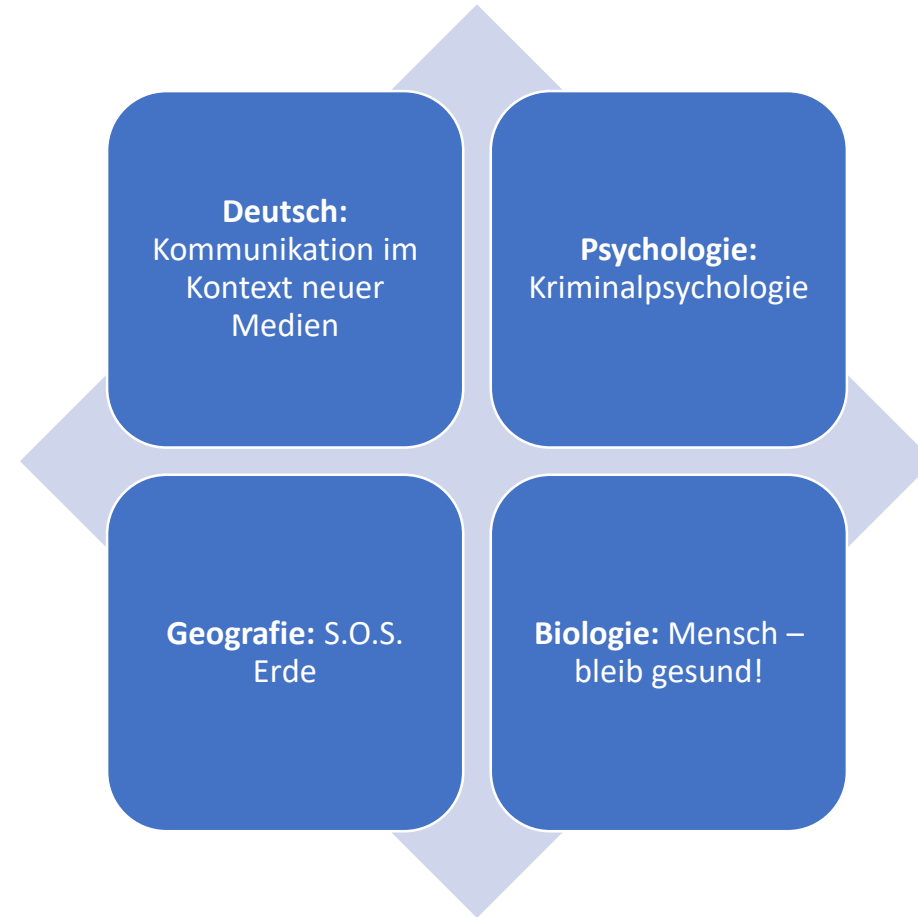 Deutsch:
Kommunikation im
Kontext neuer
Medien
Psychologie:
Kriminalpsychologie
Geografie: S.O.S.
Erde
Biologie: Mensch –
bleib gesund!